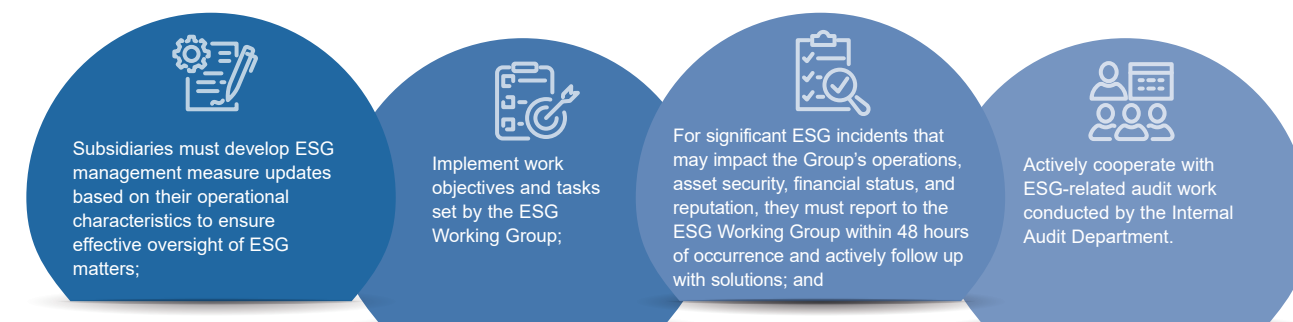 Subsidiaries must develop ESG
management measure updates
based on their operational
characteristics to ensure
effective oversight of ESG
matters;
Implement work
objectives and tasks
set by the ESG
Working Group;
For significant ESG incidents that
may impact the Group's operations,
asset security, financial status, and
reputation, they must report to the
ESG Working Group within 48 hours
of occurrence and actively follow up
with solutions; and
Actively cooperate with
ESG-related audit work
conducted by the Internal
Audit Department.